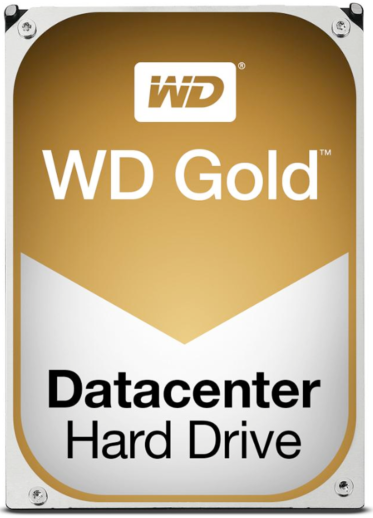 WD®
WD Gold™
Datacenter
Hard Drive